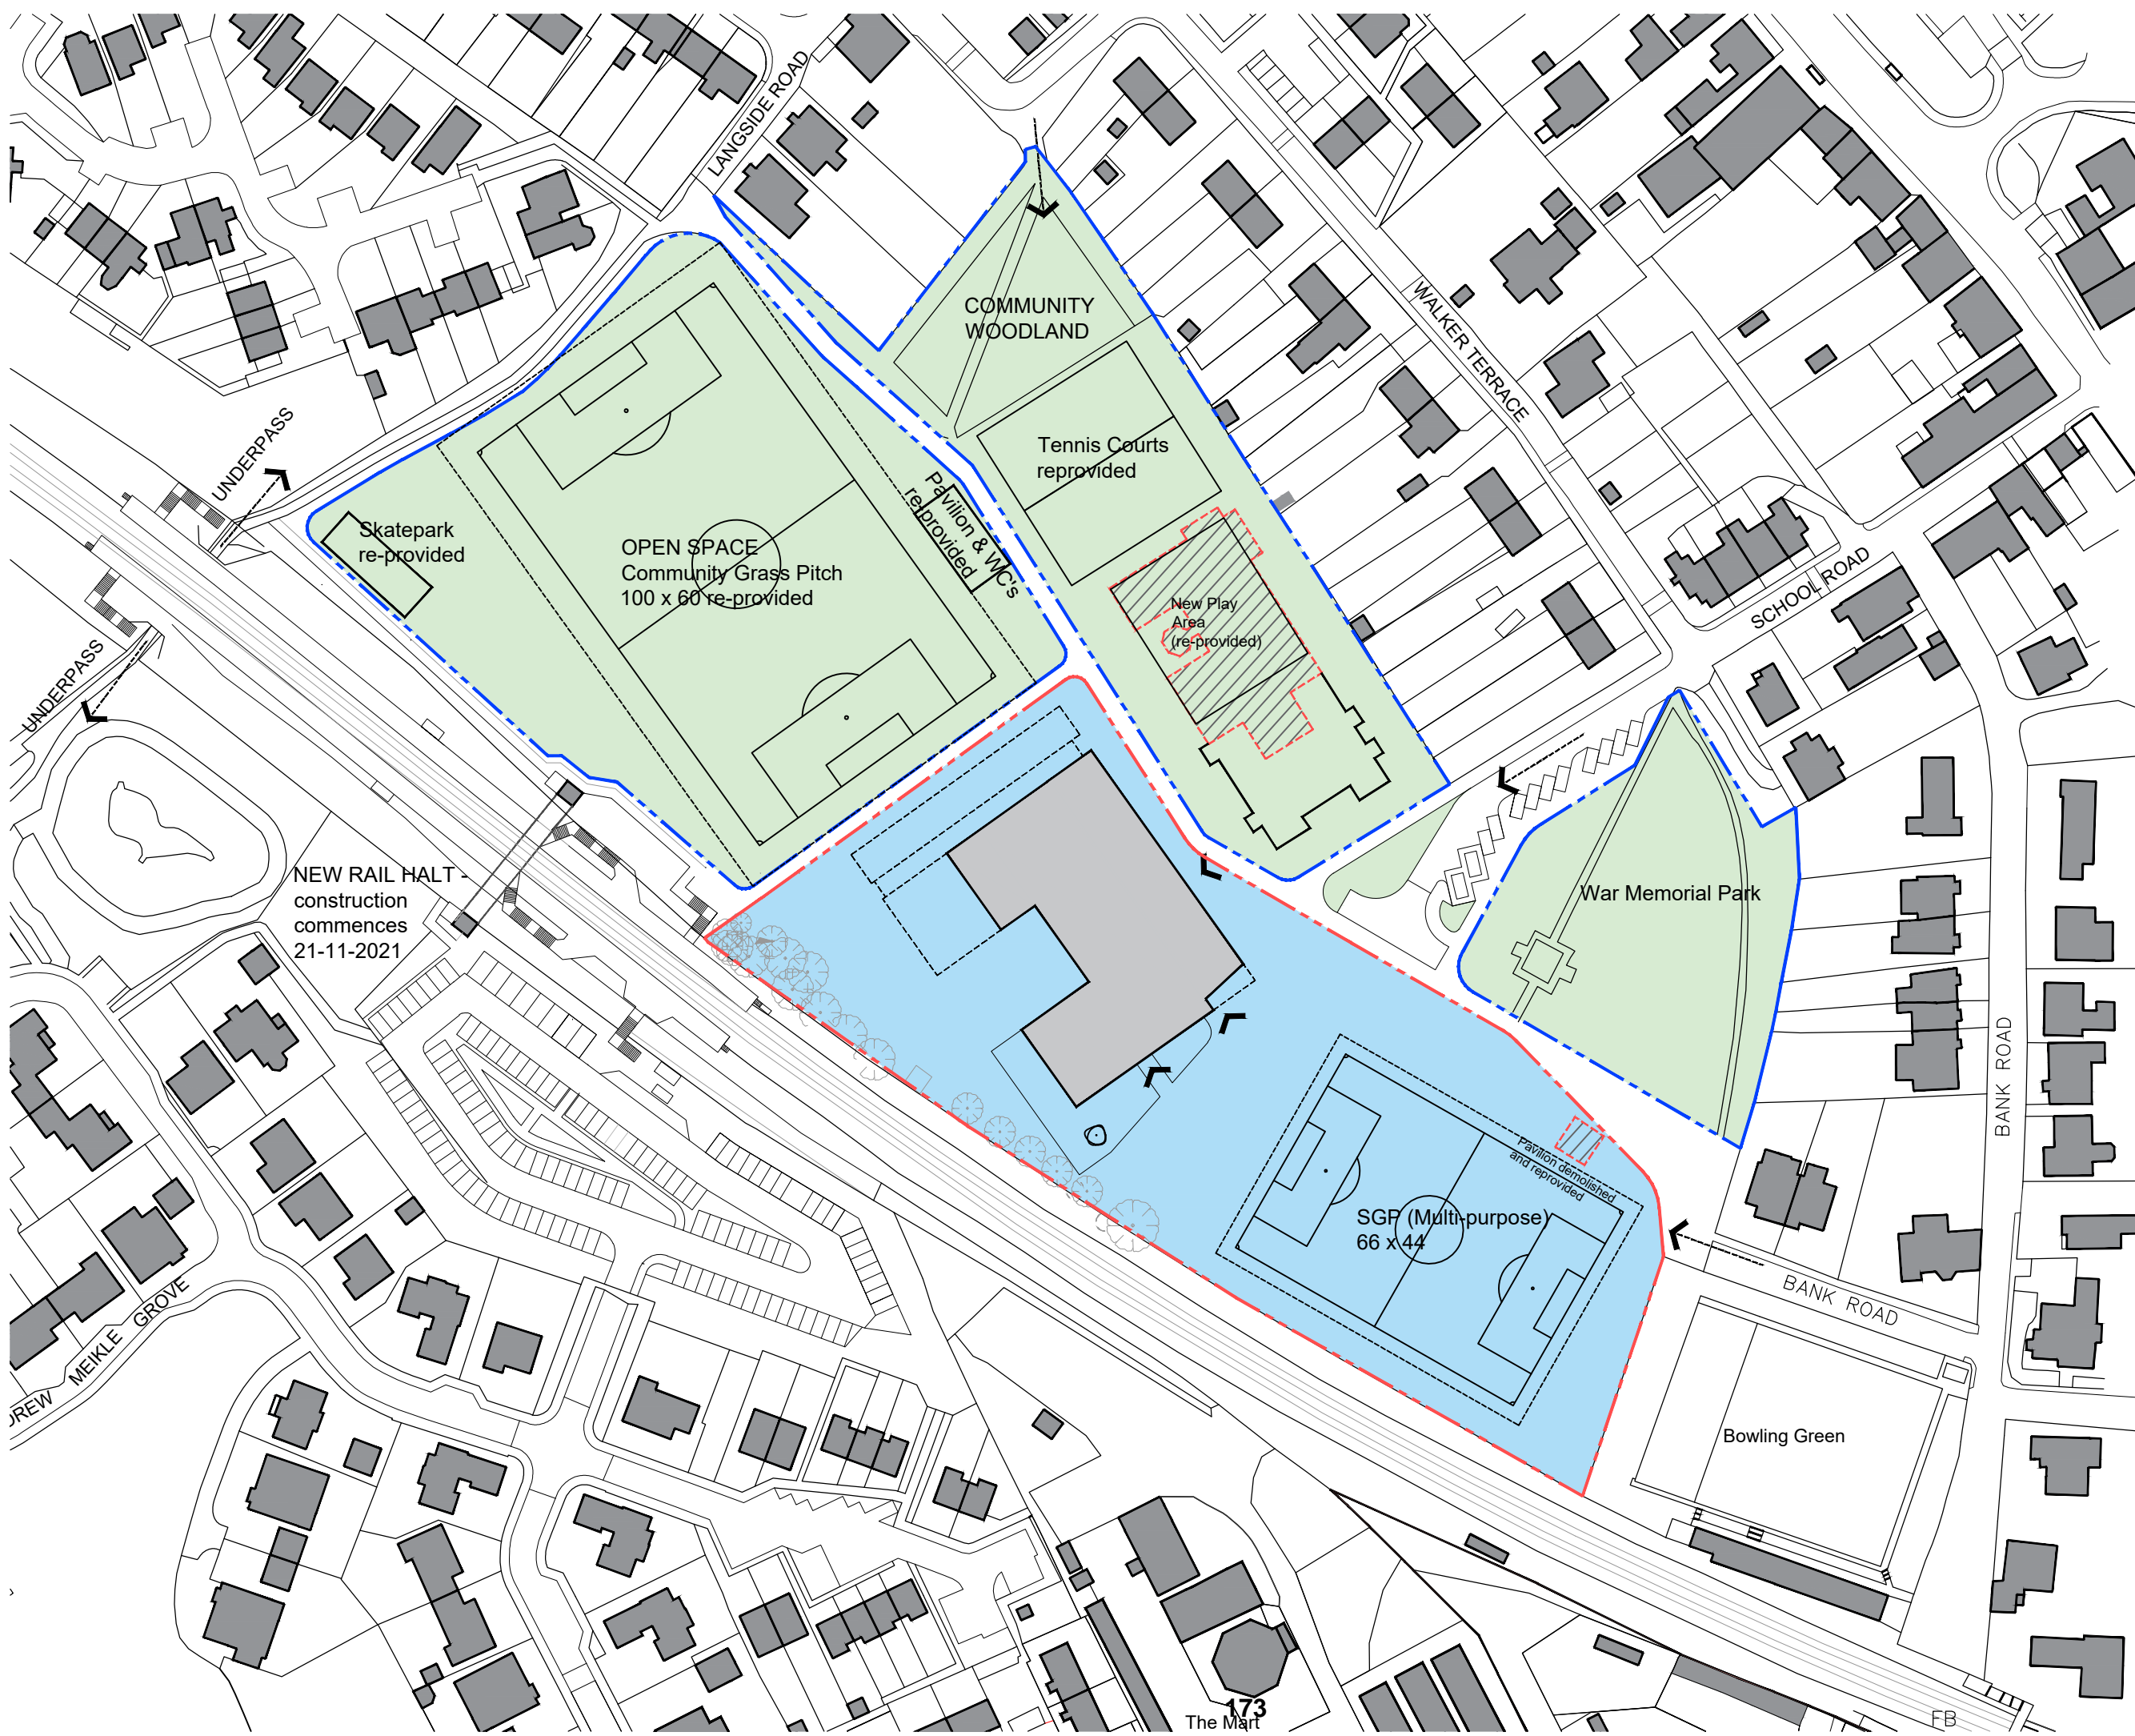 LANGSIDE ROAD
COMMUNITY
WOODLAND
WALKER TERRACE
UNDERPASS
Tennis Courts
reprovided
Pavilion & WC's
re-provided
Skatepark
re-provided
OPEN SPACE
Community Grass Pitch
100 x 60 re-provided
New Play
Area
(re-provided)
SCHOOL ROAD
UNDERPASS
NEW RAIL HALT -
construction
commences
21-11-2021
War Memorial Park
BANK ROAD
Pavilion demolished
and reprovided
SGP (Multi-purpose)
66 x 44
BANK ROAD
DREW MEIKLE GROVE
Bowling Green
173
The Mart
FB